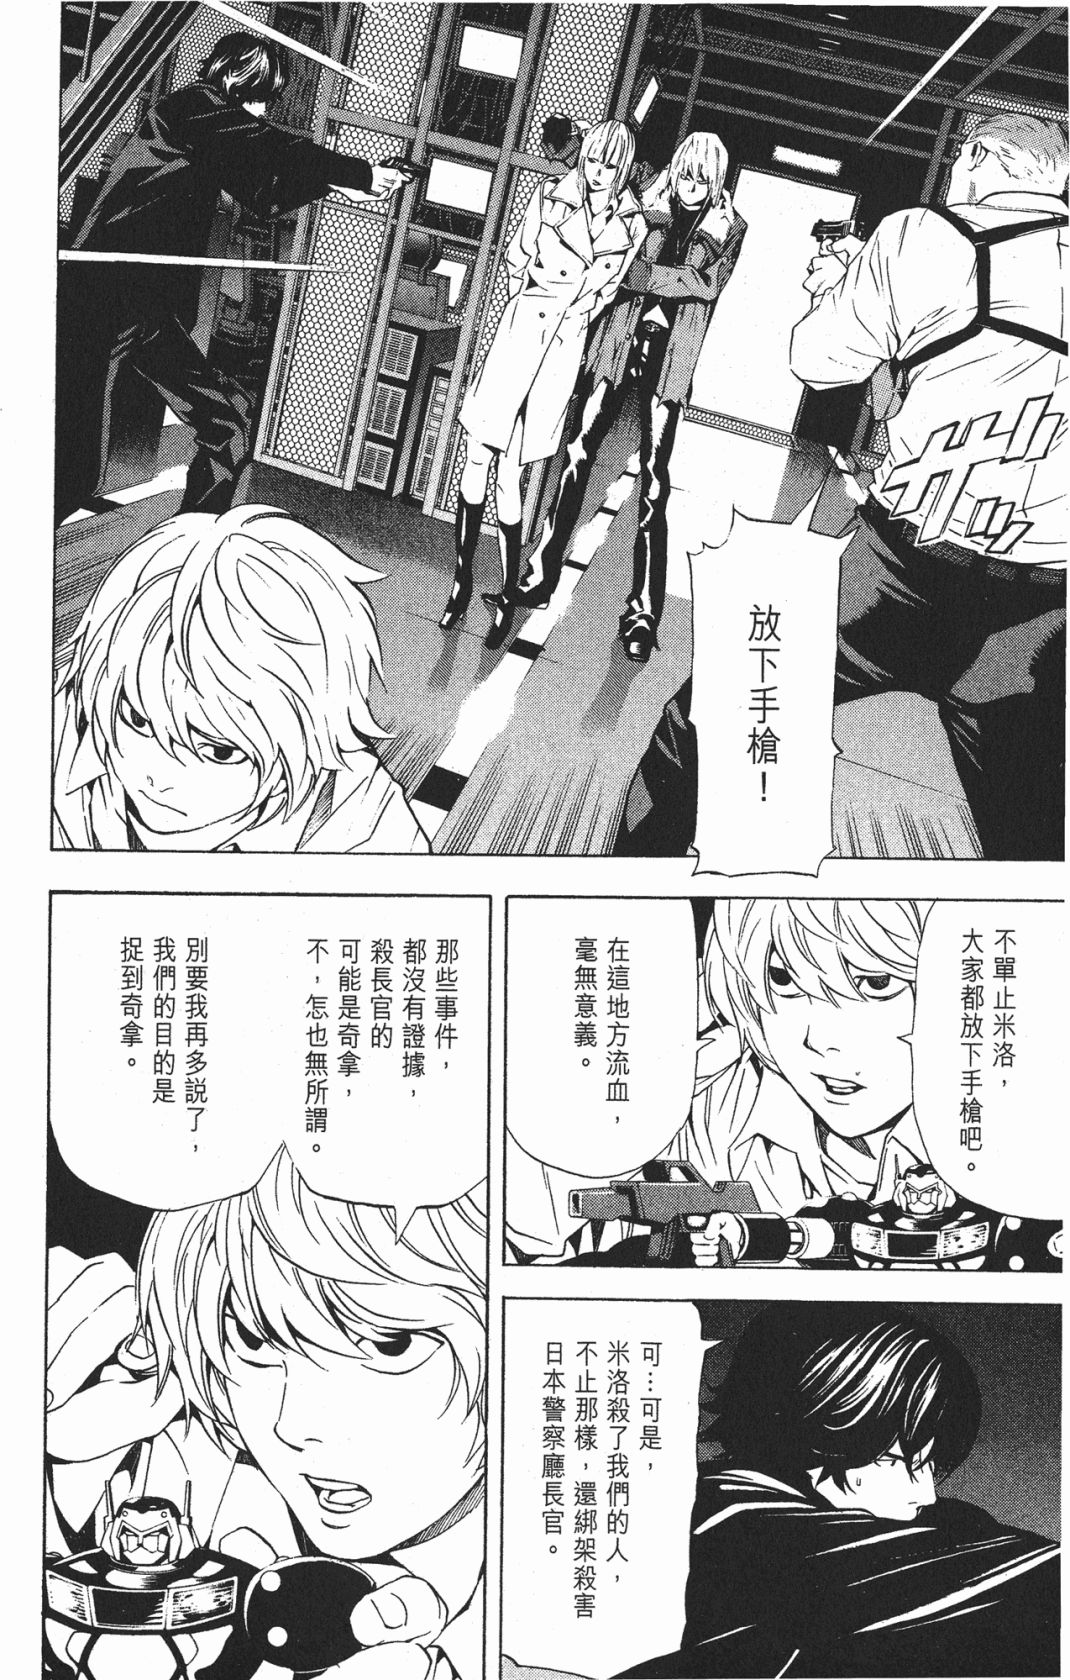 ザリッ
放下手槍！
不單止米洛，
大家都放下手槍吧。
在這地方流血，
毫無意義。
可…可是，
米洛殺了我們的人，
不止那樣，還綁架殺害
日本警察廳長官。
那些事件，
都沒有證據，
殺長官的
可能是奇拿，
不，怎也無所謂。
別要我再多説了，
我們的目的是
捉到奇拿。